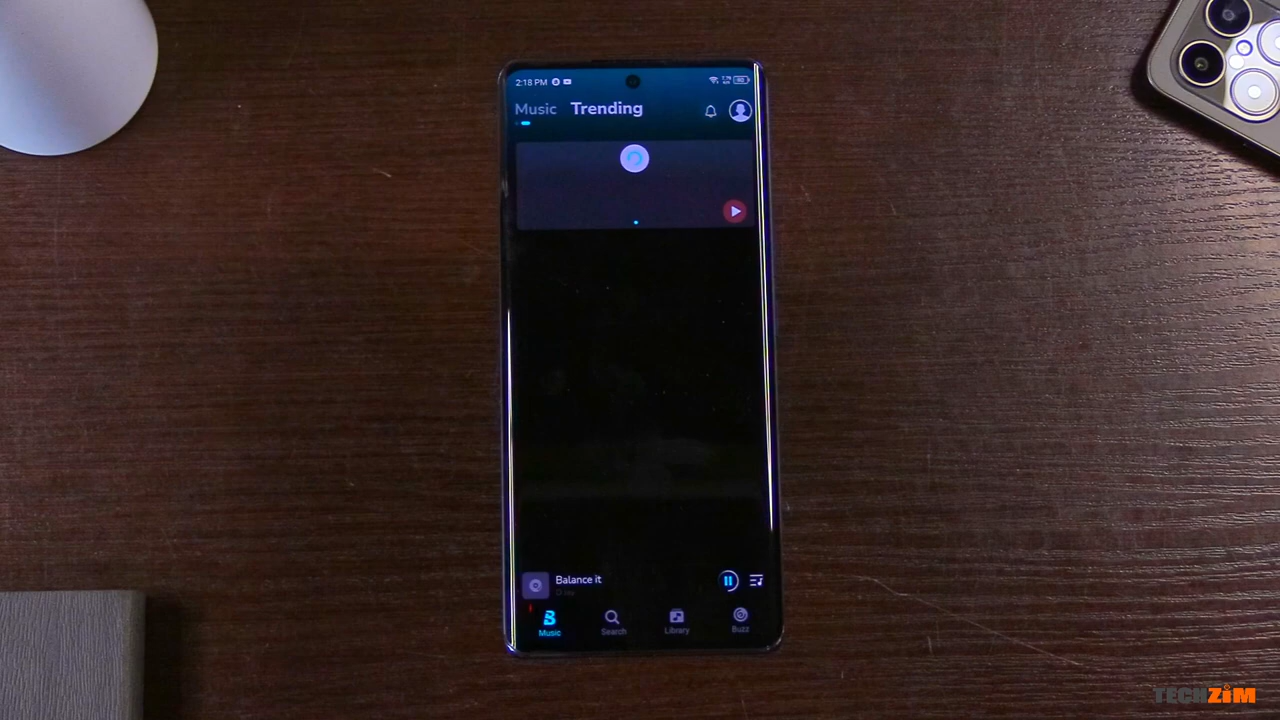 2:18 PM
Music Trending
Balance it
Music Search Library Buzz
TECHZiM